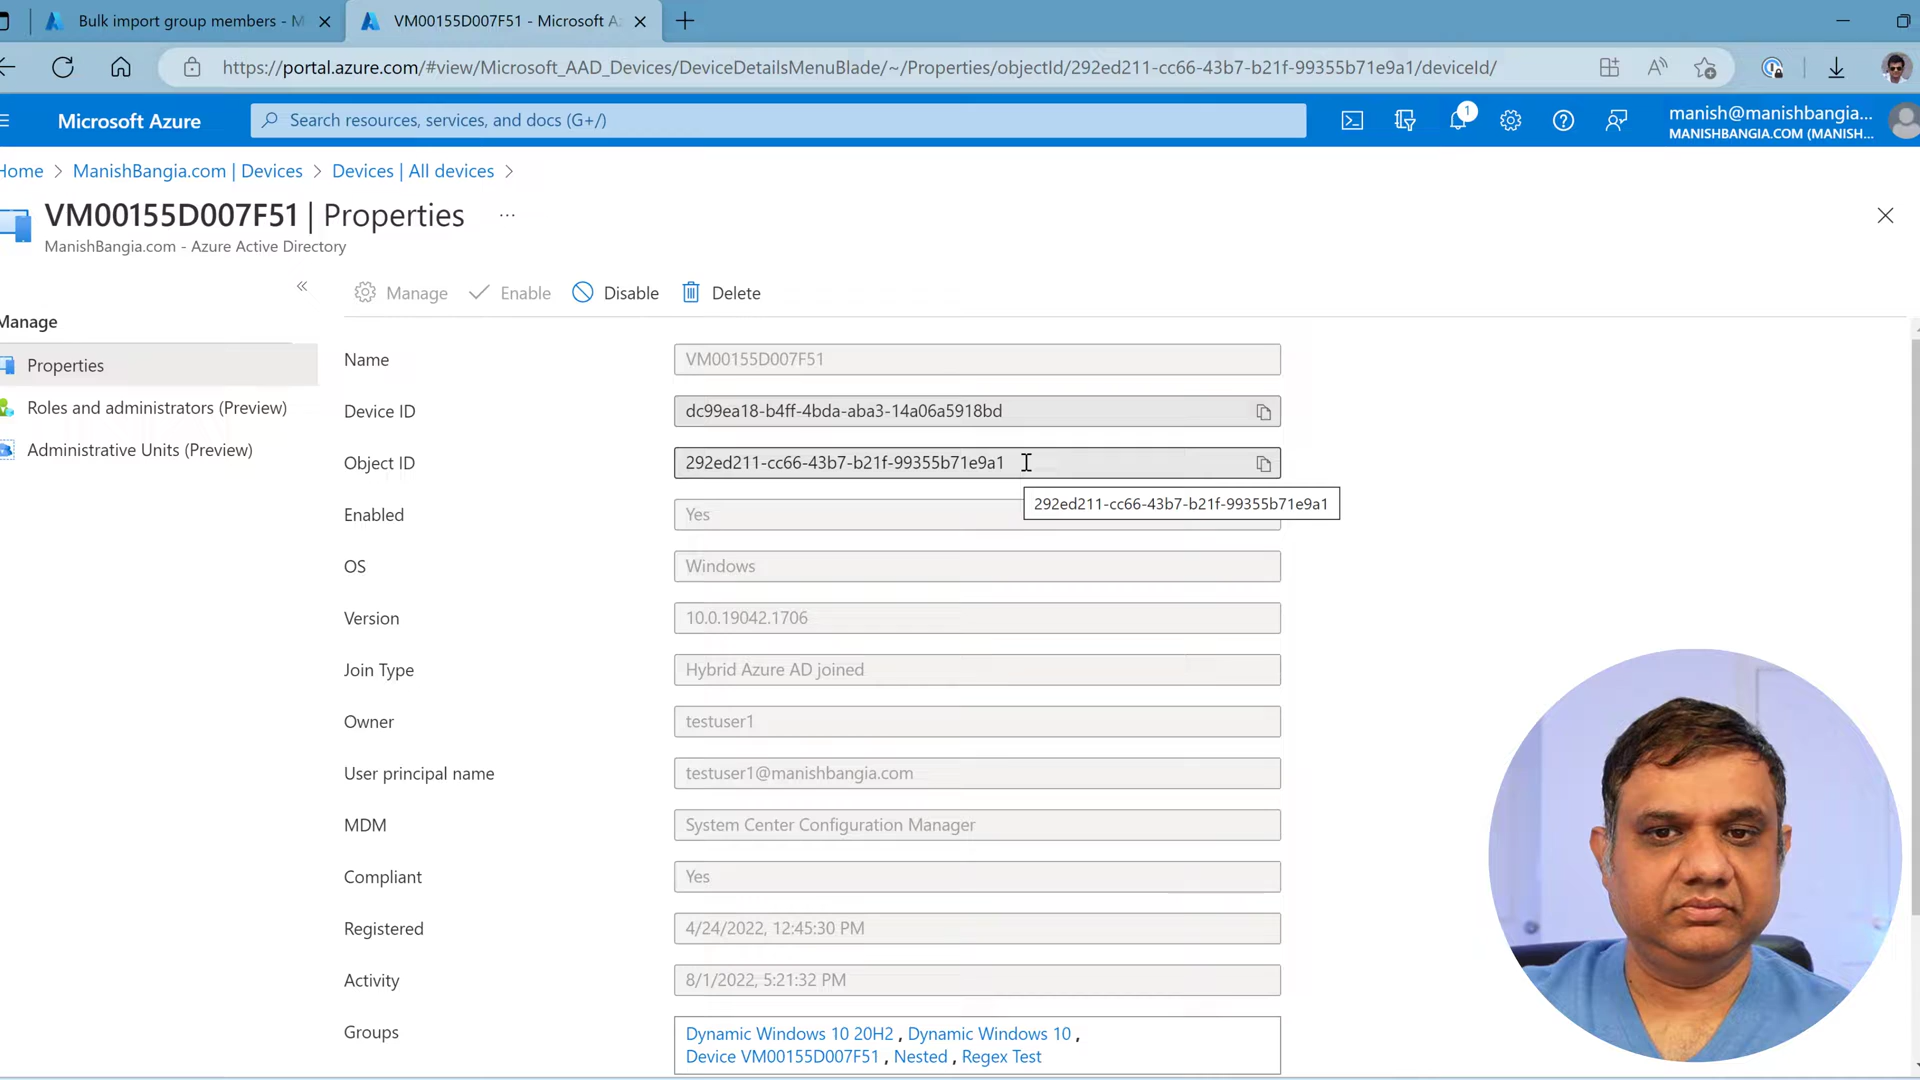 Bulk import group members - M
VM00155D007F51 - Microsoft A
https://portal.azure.com/#view/Microsoft_AAD_Devices/DeviceDetailsMenuBlade/~/Properties/objectId/292ed211-cc66-43b7-b21f-99355b71e9a1/deviceId/
Microsoft Azure
Search resources, services, and docs (G+/)
1
manish@manishbangia...
MANISHBANGIA.COM (MANISH...
Home > ManishBangia.com | Devices > Devices | All devices >
VM00155D007F51 | Properties ...
ManishBangia.com - Azure Active Directory
«
Manage
Enable
Disable
Delete
Manage
Properties
Roles and administrators (Preview)
Administrative Units (Preview)
Name VM00155D007F51
Device ID dc99ea18-b4ff-4bda-aba3-14a06a5918bd
Object ID 292ed211-cc66-43b7-b21f-99355b71e9a1
292ed211-cc66-43b7-b21f-99355b71e9a1
Enabled Yes
OS Windows
Version 10.0.19042.1706
Join Type Hybrid Azure AD joined
Owner testuser1
User principal name testuser1@manishbangia.com
MDM System Center Configuration Manager
Compliant Yes
Registered 4/24/2022, 12:45:30 PM
Activity 8/1/2022, 5:21:32 PM
Groups Dynamic Windows 10 20H2 , Dynamic Windows 10 ,
Device VM00155D007F51 , Nested , Regex Test